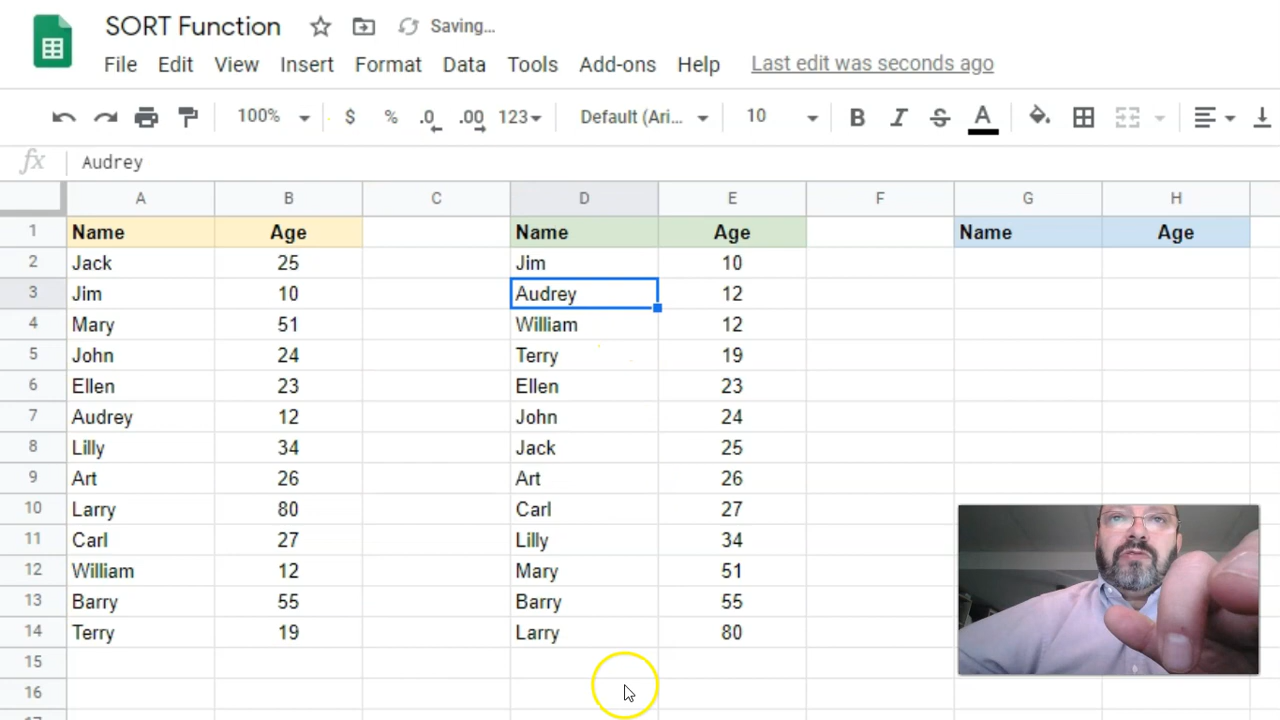 SORT Function Saving...
File Edit View Insert Format Data Tools Add-ons Help Last edit was seconds ago
100% $ % .0 .00 123 Default (Ari... 10 B I S A
fx Audrey
A B C D E F G H
1 Name Age Name Age Name Age
2 Jack 25 Jim 10
3 Jim 10 Audrey 12
4 Mary 51 William 12
5 John 24 Terry 19
6 Ellen 23 Ellen 23
7 Audrey 12 John 24
8 Lilly 34 Jack 25
9 Art 26 Art 26
10 Larry 80 Carl 27
11 Carl 27 Lilly 34
12 William 12 Mary 51
13 Barry 55 Barry 55
14 Terry 19 Larry 80
15
16